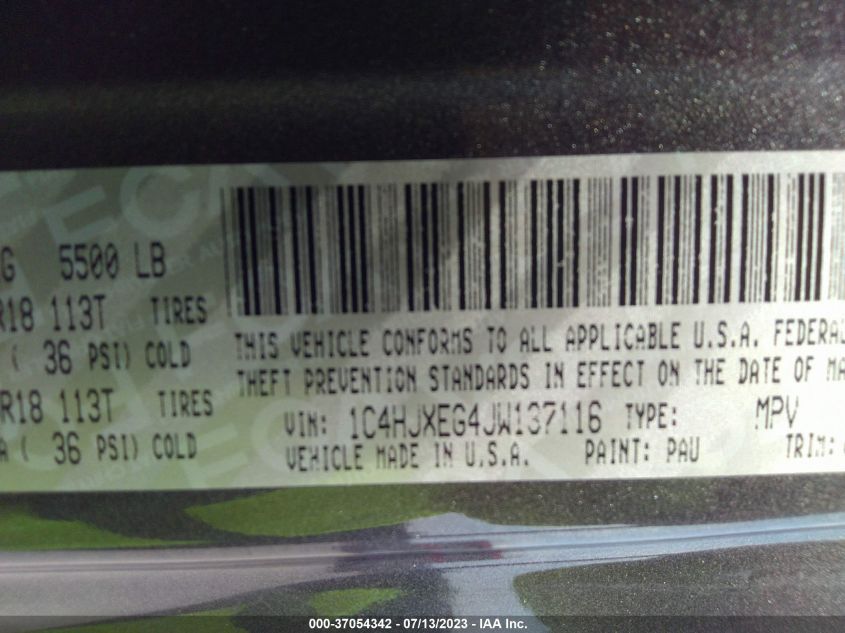 G 5500 LB
R18 113T TIRES
( 36 PSI) COLD
R18 113T TIRES
A ( 36 PSI) COLD
THIS VEHICLE CONFORMS TO ALL APPLICABLE U.S.A. FEDERAL
THEFT PREVENTION STANDARDS IN EFFECT ON THE DATE OF MA
VIN: 1C4HJXEG4JW137116 TYPE: MPV
VEHICLE MADE IN U.S.A. PAINT: PAU TRIM:
000-37054342 - 07/13/2023 - IAA Inc.